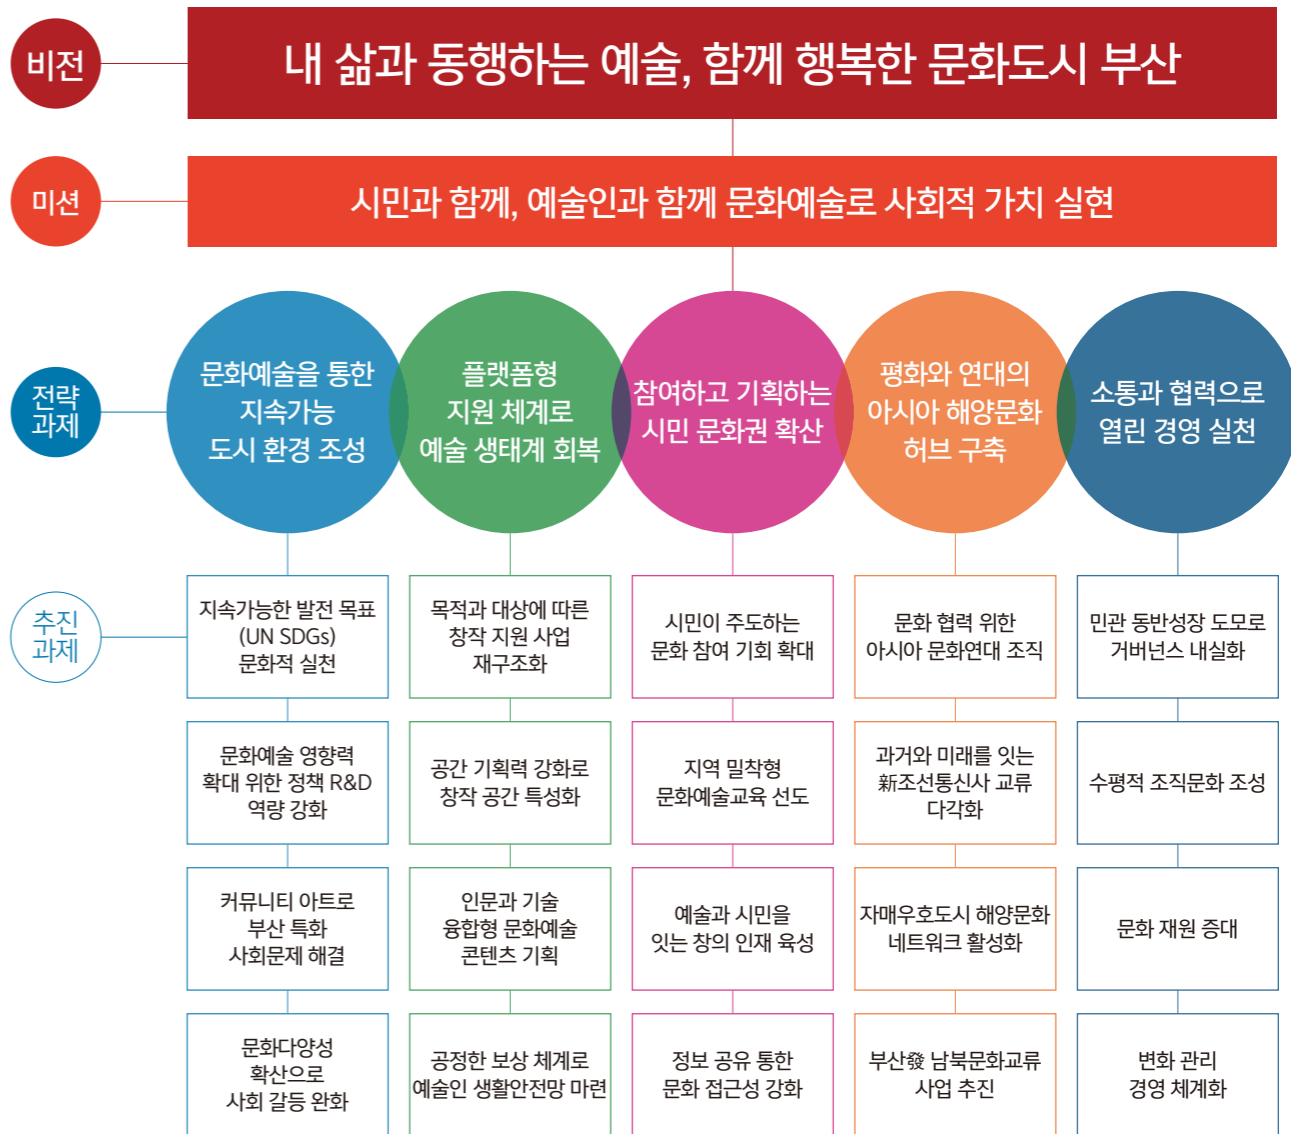 비전
내 삶과 동행하는 예술, 함께 행복한 문화도시 부산
미션
시민과 함께, 예술인과 함께 문화예술로 사회적 가치 실현
전략
과제
문화예술을 통한
지속가능
도시 환경 조성
플랫폼형
지원 체계로
예술 생태계 회복
참여하고 기획하는
시민 문화권 확산
평화와 연대의
아시아 해양문화
허브 구축
소통과 협력으로
열린 경영 실천
추진
과제
지속가능한 발전 목표
(UN SDGs)
문화적 실천
목적과 대상에 따른
창작 지원 사업
재구조화
시민이 주도하는
문화 참여 기회 확대
문화 협력 위한
아시아 문화연대 조직
민관 동반성장 도모로
거버넌스 내실화
문화예술 영향력
확대 위한 정책 R&D
역량 강화
공간 기획력 강화로
창작 공간 특성화
지역 밀착형
문화예술교육 선도
과거와 미래를 잇는
新조선통신사 교류
다각화
수평적 조직문화 조성
커뮤니티 아트로
부산 특화
사회문제 해결
인문과 기술
융합형 문화예술
콘텐츠 기획
예술과 시민을
잇는 창의 인재 육성
자매우호도시 해양문화
네트워크 활성화
문화 재원 증대
문화다양성
확산으로
사회 갈등 완화
공정한 보상 체계로
예술인 생활안전망 마련
정보 공유 통한
문화 접근성 강화
부산發 남북문화교류
사업 추진
변화 관리
경영 체계화